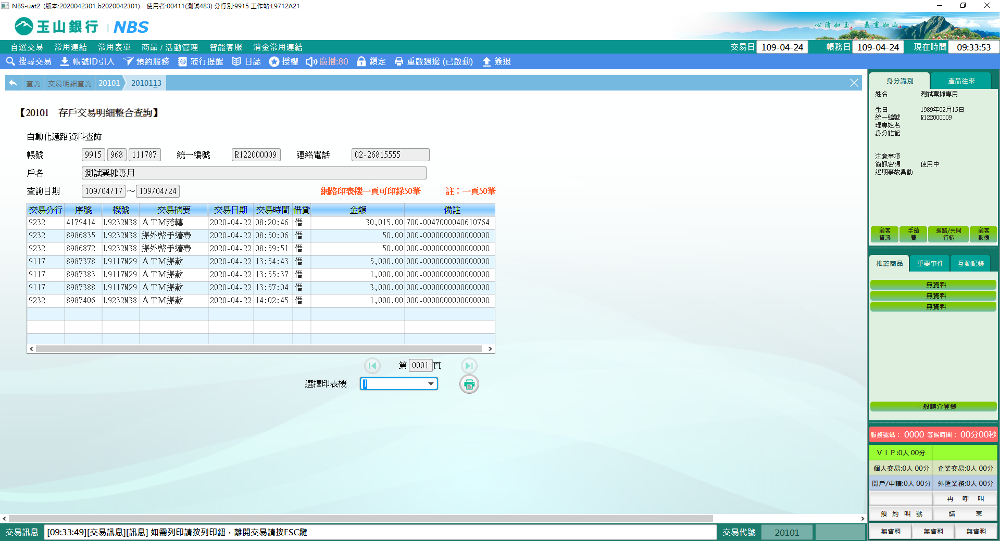 NBS-uat2 (版本:2020042301.b2020042301) 使用者:00411(測試483) 分行別:9915 工作站:L9712A21
玉山銀行 | NBS
心清如玉。 義重如山。
自選交易 常用連結 常用表單 商品 / 活動管理 智能客服 消金常用連結 交易日 109-04-24 帳務日 109-04-24 現在時間 09:33:53
搜尋交易 帳號ID引入 預約服務 蒞行提醒 日誌 授權 廣播:80 鎖定 重啟週邊 (已啟動) 簽退
查詢 交易明細查詢 20101 2010113
【20101 存戶交易明細整合查詢】
自動化通路資料查詢
帳號 9915 968 111787 統一編號 R122000009 連絡電話 02-26815555
戶名 測試票據專用
查詢日期 109/04/17 ～ 109/04/24 網路印表機一頁可印錄50筆 註：一頁50筆
交易分行 序號 機號 交易摘要 交易日期 交易時間 借貸 金額 備註
9232 4179414 L9232M38 ＡＴＭ跨轉 2020-04-22 08:20:46 借 30,015.00 700-0047000040610764
9232 8986835 L9232M38 提外幣手續費 2020-04-22 08:50:06 借 50.00 000-0000000000000000
9232 8986872 L9232M38 提外幣手續費 2020-04-22 08:59:51 借 50.00 000-0000000000000000
9117 8987378 L9117M29 ＡＴＭ提款 2020-04-22 13:54:43 借 5,000.00 000-0000000000000000
9117 8987383 L9117M29 ＡＴＭ提款 2020-04-22 13:55:37 借 1,000.00 000-0000000000000000
9117 8987388 L9117M29 ＡＴＭ提款 2020-04-22 13:57:04 借 3,000.00 000-0000000000000000
9232 8987406 L9232M38 ＡＴＭ提款 2020-04-22 14:02:45 借 1,000.00 000-0000000000000000
第 0001 頁
選擇印表機 1
身分識別 產品往來
姓名 測試票據專用
生日 1989年02月15日
統一編號 R122000009
理專姓名
身分註記
注意事項
簡訊密碼 使用中
近期事故異動
顧客資訊 手續費 通路/共同行銷 顧客影像
推薦商品 重要事件 互動記錄
無資料
無資料
無資料
一般轉介登錄
服務號碼： 0000 等候時間： 00分00秒
ＶＩＰ:0人 00分
個人交易:0人 00分 企業交易:0人 00分
開戶/申請:0人 00分 外匯業務:0人 00分
再 呼 叫
預 約 叫 號 結 束
無資料 無資料 無資料
交易訊息 [09:33:49][交易訊息][訊息] 如需列印請按列印鈕，離開交易請按ESC鍵 交易代號 20101